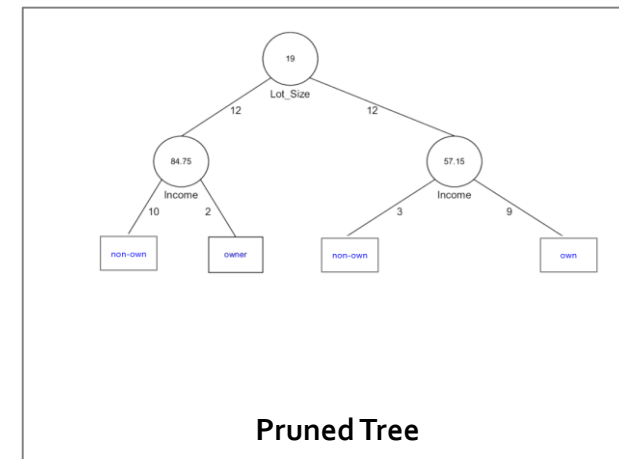 19
Lot_Size
12 12
84.75 57.15
Income Income
10 2 3 9
non-own owner non-own own
Pruned Tree